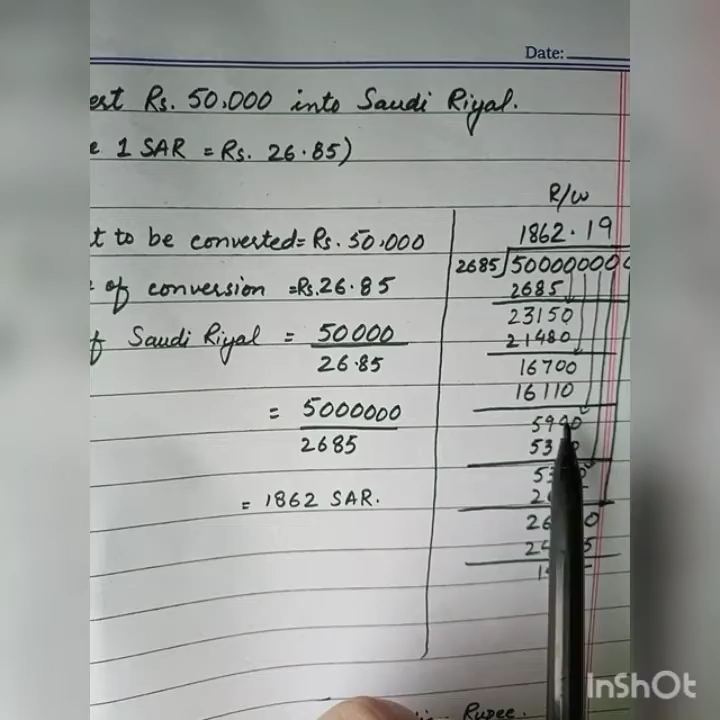 Date:
est Rs. 50,000 into Saudi Riyal.
e 1 SAR = Rs. 26.85)
t to be converted = Rs. 50,000
of conversion = Rs. 26.85
f Saudi Riyal = 50000
26.85
= 5000000
2685
= 1862 SAR.
R/W
1862.19
2685)50000000
2685
23150
21480
16700
16110
Rupee.
InShOt